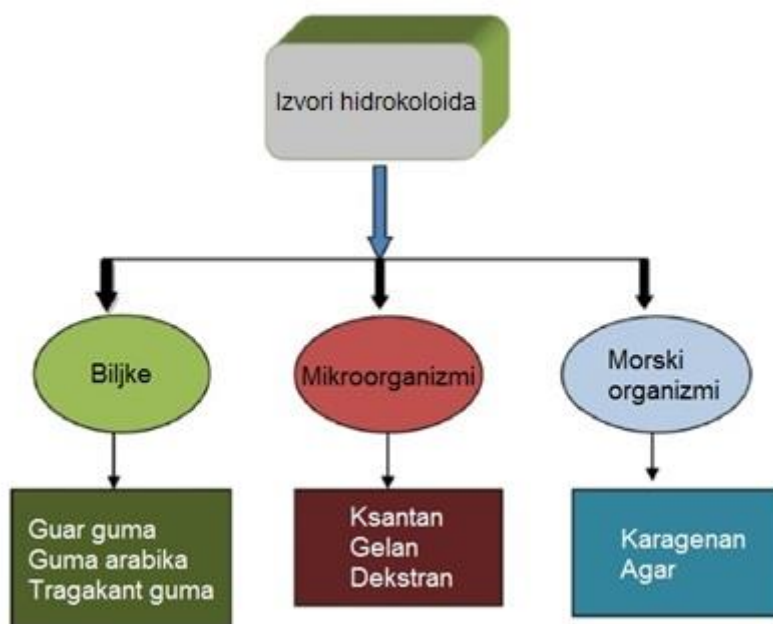 Izvori hidrokoloida
Biljke
Mikroorganizmi
Morski
organizmi
Guar guma
Guma arabika
Tragakant guma
Ksantan
Gelan
Dekstran
Karagenan
Agar